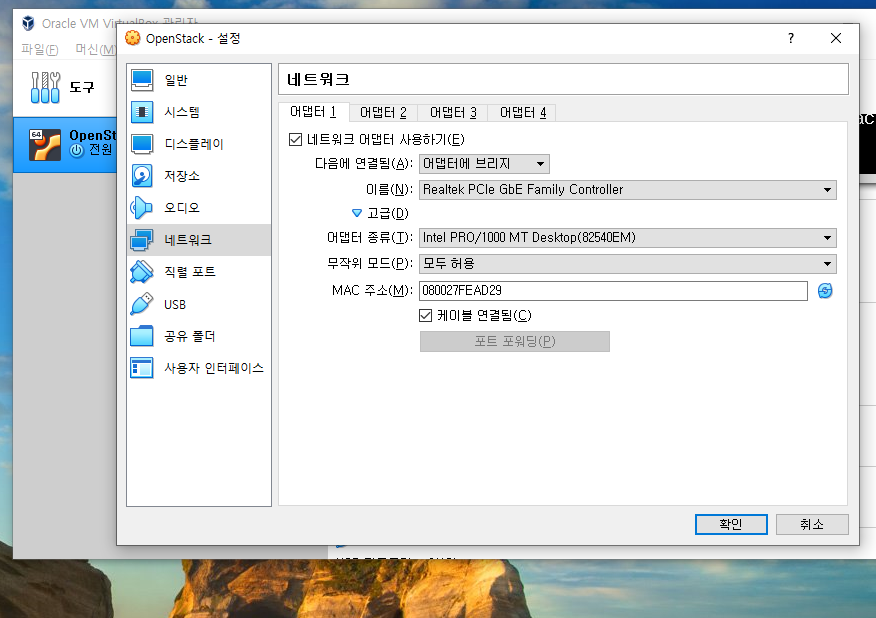 Oracle VM VirtualBox 관리자
파일(F) 머신(M)
OpenStack - 설정
?
도구
64
OpenSt
전원
일반
시스템
디스플레이
저장소
오디오
네트워크
직렬 포트
USB
공유 폴더
사용자 인터페이스
네트워크
어댑터 1 어댑터 2 어댑터 3 어댑터 4
네트워크 어댑터 사용하기(E)
다음에 연결됨(A): 어댑터에 브리지
이름(N): Realtek PCIe GbE Family Controller
고급(D)
어댑터 종류(T): Intel PRO/1000 MT Desktop(82540EM)
무작위 모드(P): 모두 허용
MAC 주소(M): 080027FEAD29
케이블 연결됨(C)
포트 포워딩(P)
확인 취소